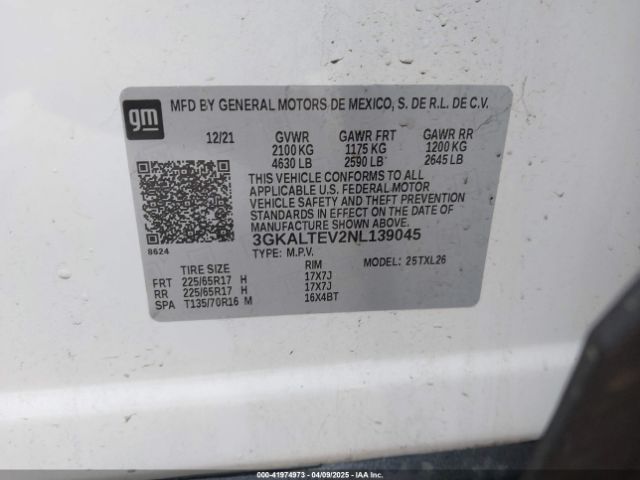 gm
MFD BY GENERAL MOTORS DE MEXICO, S. DE R.L. DE C.V.
12/21 GVWR GAWR FRT GAWR RR
2100 KG 1175 KG 1200 KG
4630 LB 2590 LB 2645 LB
THIS VEHICLE CONFORMS TO ALL
APPLICABLE U.S. FEDERAL MOTOR
VEHICLE SAFETY AND THEFT PREVENTION
STANDARDS IN EFFECT ON THE DATE OF
MANUFACTURE SHOWN ABOVE.
3GKALTEV2NL139045
8624
TYPE: M.P.V. MODEL: 25TXL26
TIRE SIZE RIM
FRT 225/65R17 H 17X7J
RR 225/65R17 H 17X7J
SPA T135/70R16 M 16X4BT
00-41974973 - 04/09/2025 - IAAI.COM